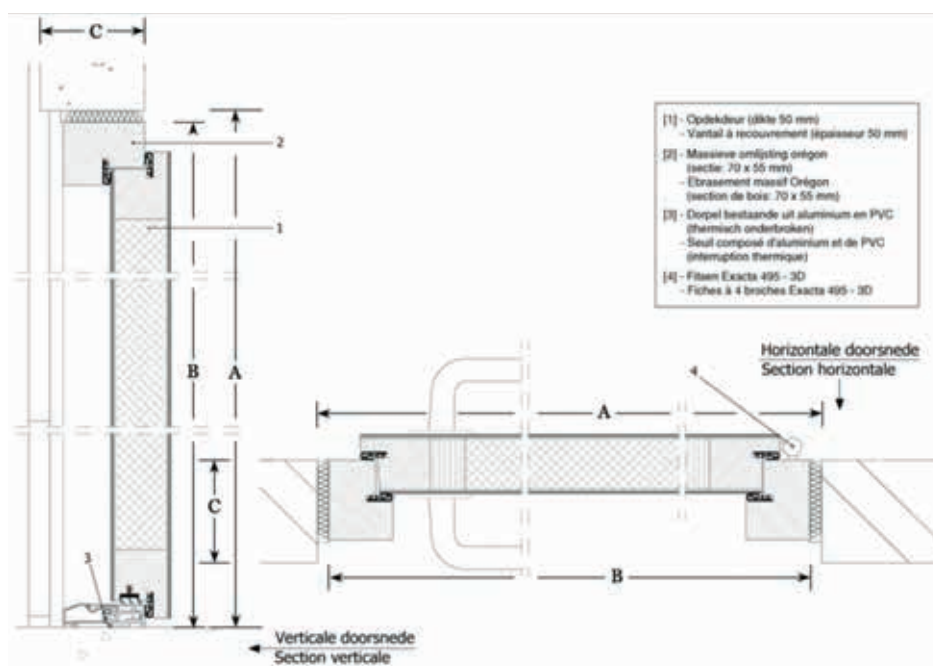 C
2
1
B
A
3
Verticale doorsnede
Section verticale
[1] - Opdekdeur (dikte 50 mm)
- Vantail à recouvrement (épaisseur 50 mm)
[2] - Massieve omlijsting orégon
(sectie: 70 x 55 mm)
- Ebrasement massif Orégon
(section de bois: 70 x 55 mm)
[3] - Dorpel bestaande uit aluminium en PVC
(thermisch onderbroken)
- Seuil composé d'aluminium et de PVC
(interruption thermique)
[4] - Fitsen Exacta 495 - 3D
- Fiches à 4 broches Exacta 495 - 3D
Horizontale doorsnede
Section horizontale
4
A
C
B